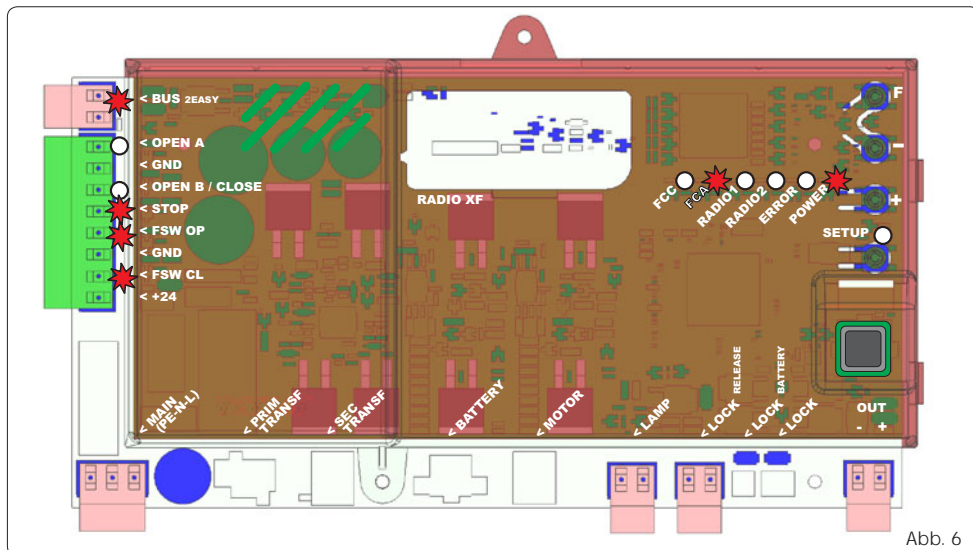 < BUS 2EASY
< OPEN A
< GND
< OPEN B / CLOSE
< STOP
< FSW OP
< GND
< FSW CL
< +24
RADIO XF
FCC
FCA
RADIO1
RADIO2
ERROR
POWER
F
-
+
SETUP
< MAIN
(PE-N-L)
< PRIM
TRANSF
< SEC
TRANSF
< BATTERY
< MOTOR
< LAMP
< LOCK RELEASE
< LOCK BATTERY
< LOCK
OUT
- +
Abb. 6